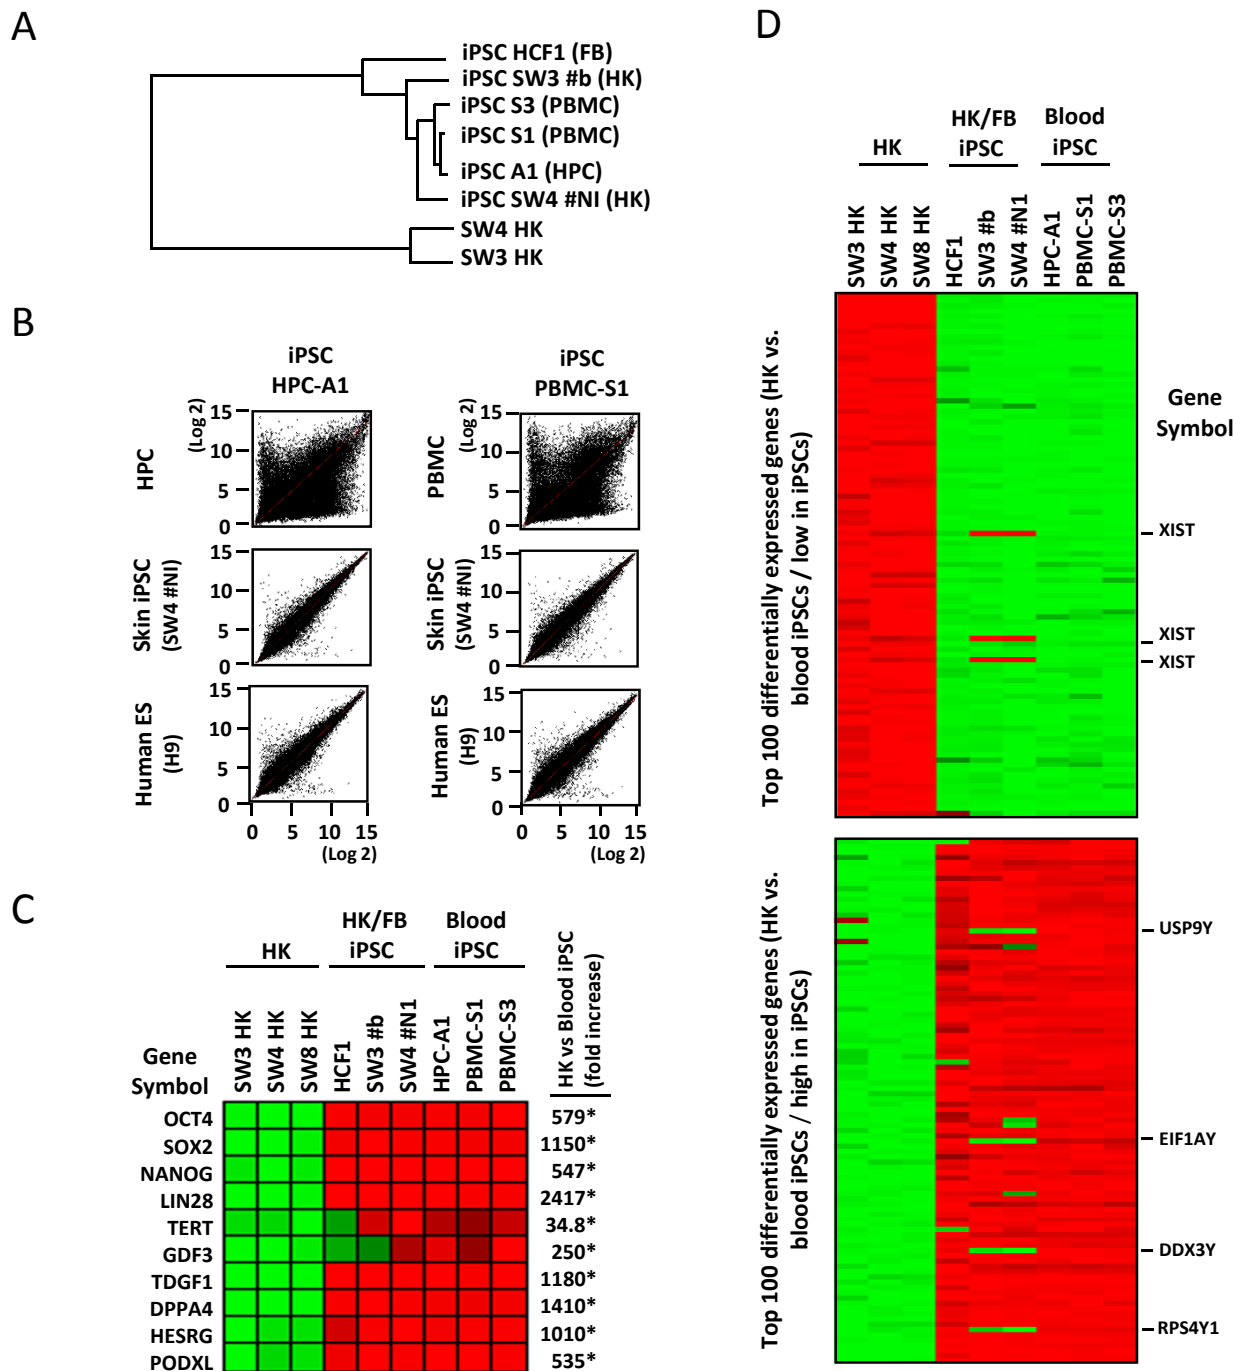 A
iPSC HCF1 (FB)
iPSC SW3 #b (HK)
iPSC S3 (PBMC)
iPSC S1 (PBMC)
iPSC A1 (HPC)
iPSC SW4 #NI (HK)
SW4 HK
SW3 HK
B
iPSC
HPC-A1
iPSC
PBMC-S1
HPC
(Log 2)
15
10
5
0
PBMC
(Log 2)
15
10
5
0
Skin iPSC
(SW4 #NI)
15
10
5
0
Skin iPSC
(SW4 #NI)
15
10
5
0
Human ES
(H9)
15
10
5
0
Human ES
(H9)
15
10
5
0
0 5 10 15
(Log 2)
0 5 10 15
(Log 2)
C
HK
HK/FB
iPSC
Blood
iPSC
HK vs Blood iPSC
(fold increase)
Gene
Symbol
SW3 HK
SW4 HK
SW8 HK
HCF1
SW3 #b
SW4 #N1
HPC-A1
PBMC-S1
PBMC-S3
OCT4 579*
SOX2 1150*
NANOG 547*
LIN28 2417*
TERT 34.8*
GDF3 250*
TDGF1 1180*
DPPA4 1410*
HESRG 1010*
PODXL 535*
D
HK
HK/FB
iPSC
Blood
iPSC
SW3 HK
SW4 HK
SW8 HK
HCF1
SW3 #b
SW4 #N1
HPC-A1
PBMC-S1
PBMC-S3
Top 100 differentially expressed genes (HK vs.
blood iPSCs / low in iPSCs)
Gene
Symbol
XIST
XIST
XIST
Top 100 differentially expressed genes (HK vs.
blood iPSCs / high in iPSCs)
USP9Y
EIF1AY
DDX3Y
RPS4Y1